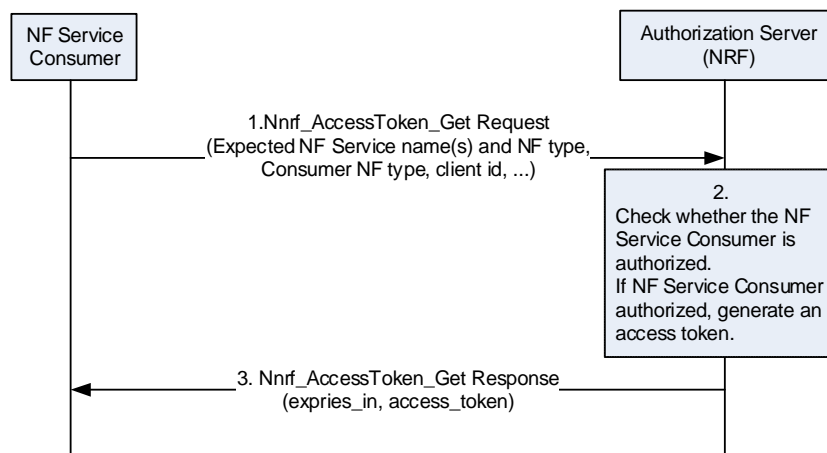 NF Service
Consumer
Authorization Server
(NRF)
1.Nnrf_AccessToken_Get Request
(Expected NF Service name(s) and NF type,
Consumer NF type, client id, ...)
2.
Check whether the NF
Service Consumer is
authorized.
If NF Service Consumer
authorized, generate an
access token.
3. Nnrf_AccessToken_Get Response
(expries_in, access_token)